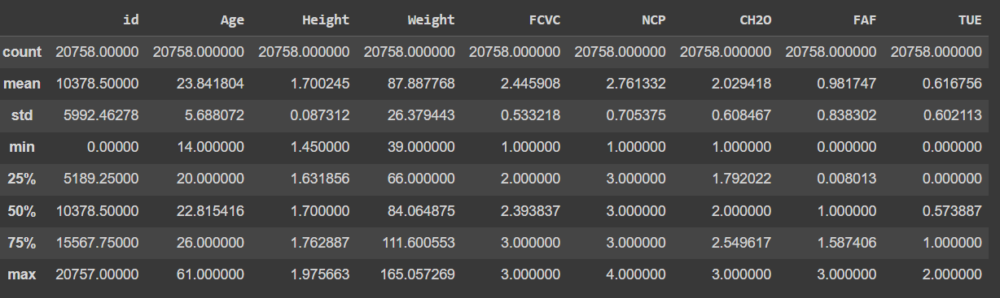 id Age Height Weight FCVC NCP CH2O FAF TUE
count 20758.00000 20758.000000 20758.000000 20758.000000 20758.000000 20758.000000 20758.000000 20758.000000 20758.000000
mean 10378.50000 23.841804 1.700245 87.887768 2.445908 2.761332 2.029418 0.981747 0.616756
std 5992.46278 5.688072 0.087312 26.379443 0.533218 0.705375 0.608467 0.838302 0.602113
min 0.00000 14.000000 1.450000 39.000000 1.000000 1.000000 1.000000 0.000000 0.000000
25% 5189.25000 20.000000 1.631856 66.000000 2.000000 3.000000 1.792022 0.008013 0.000000
50% 10378.50000 22.815416 1.700000 84.064875 2.393837 3.000000 2.000000 1.000000 0.573887
75% 15567.75000 26.000000 1.762887 111.600553 3.000000 3.000000 2.549617 1.587406 1.000000
max 20757.00000 61.000000 1.975663 165.057269 3.000000 4.000000 3.000000 3.000000 2.000000